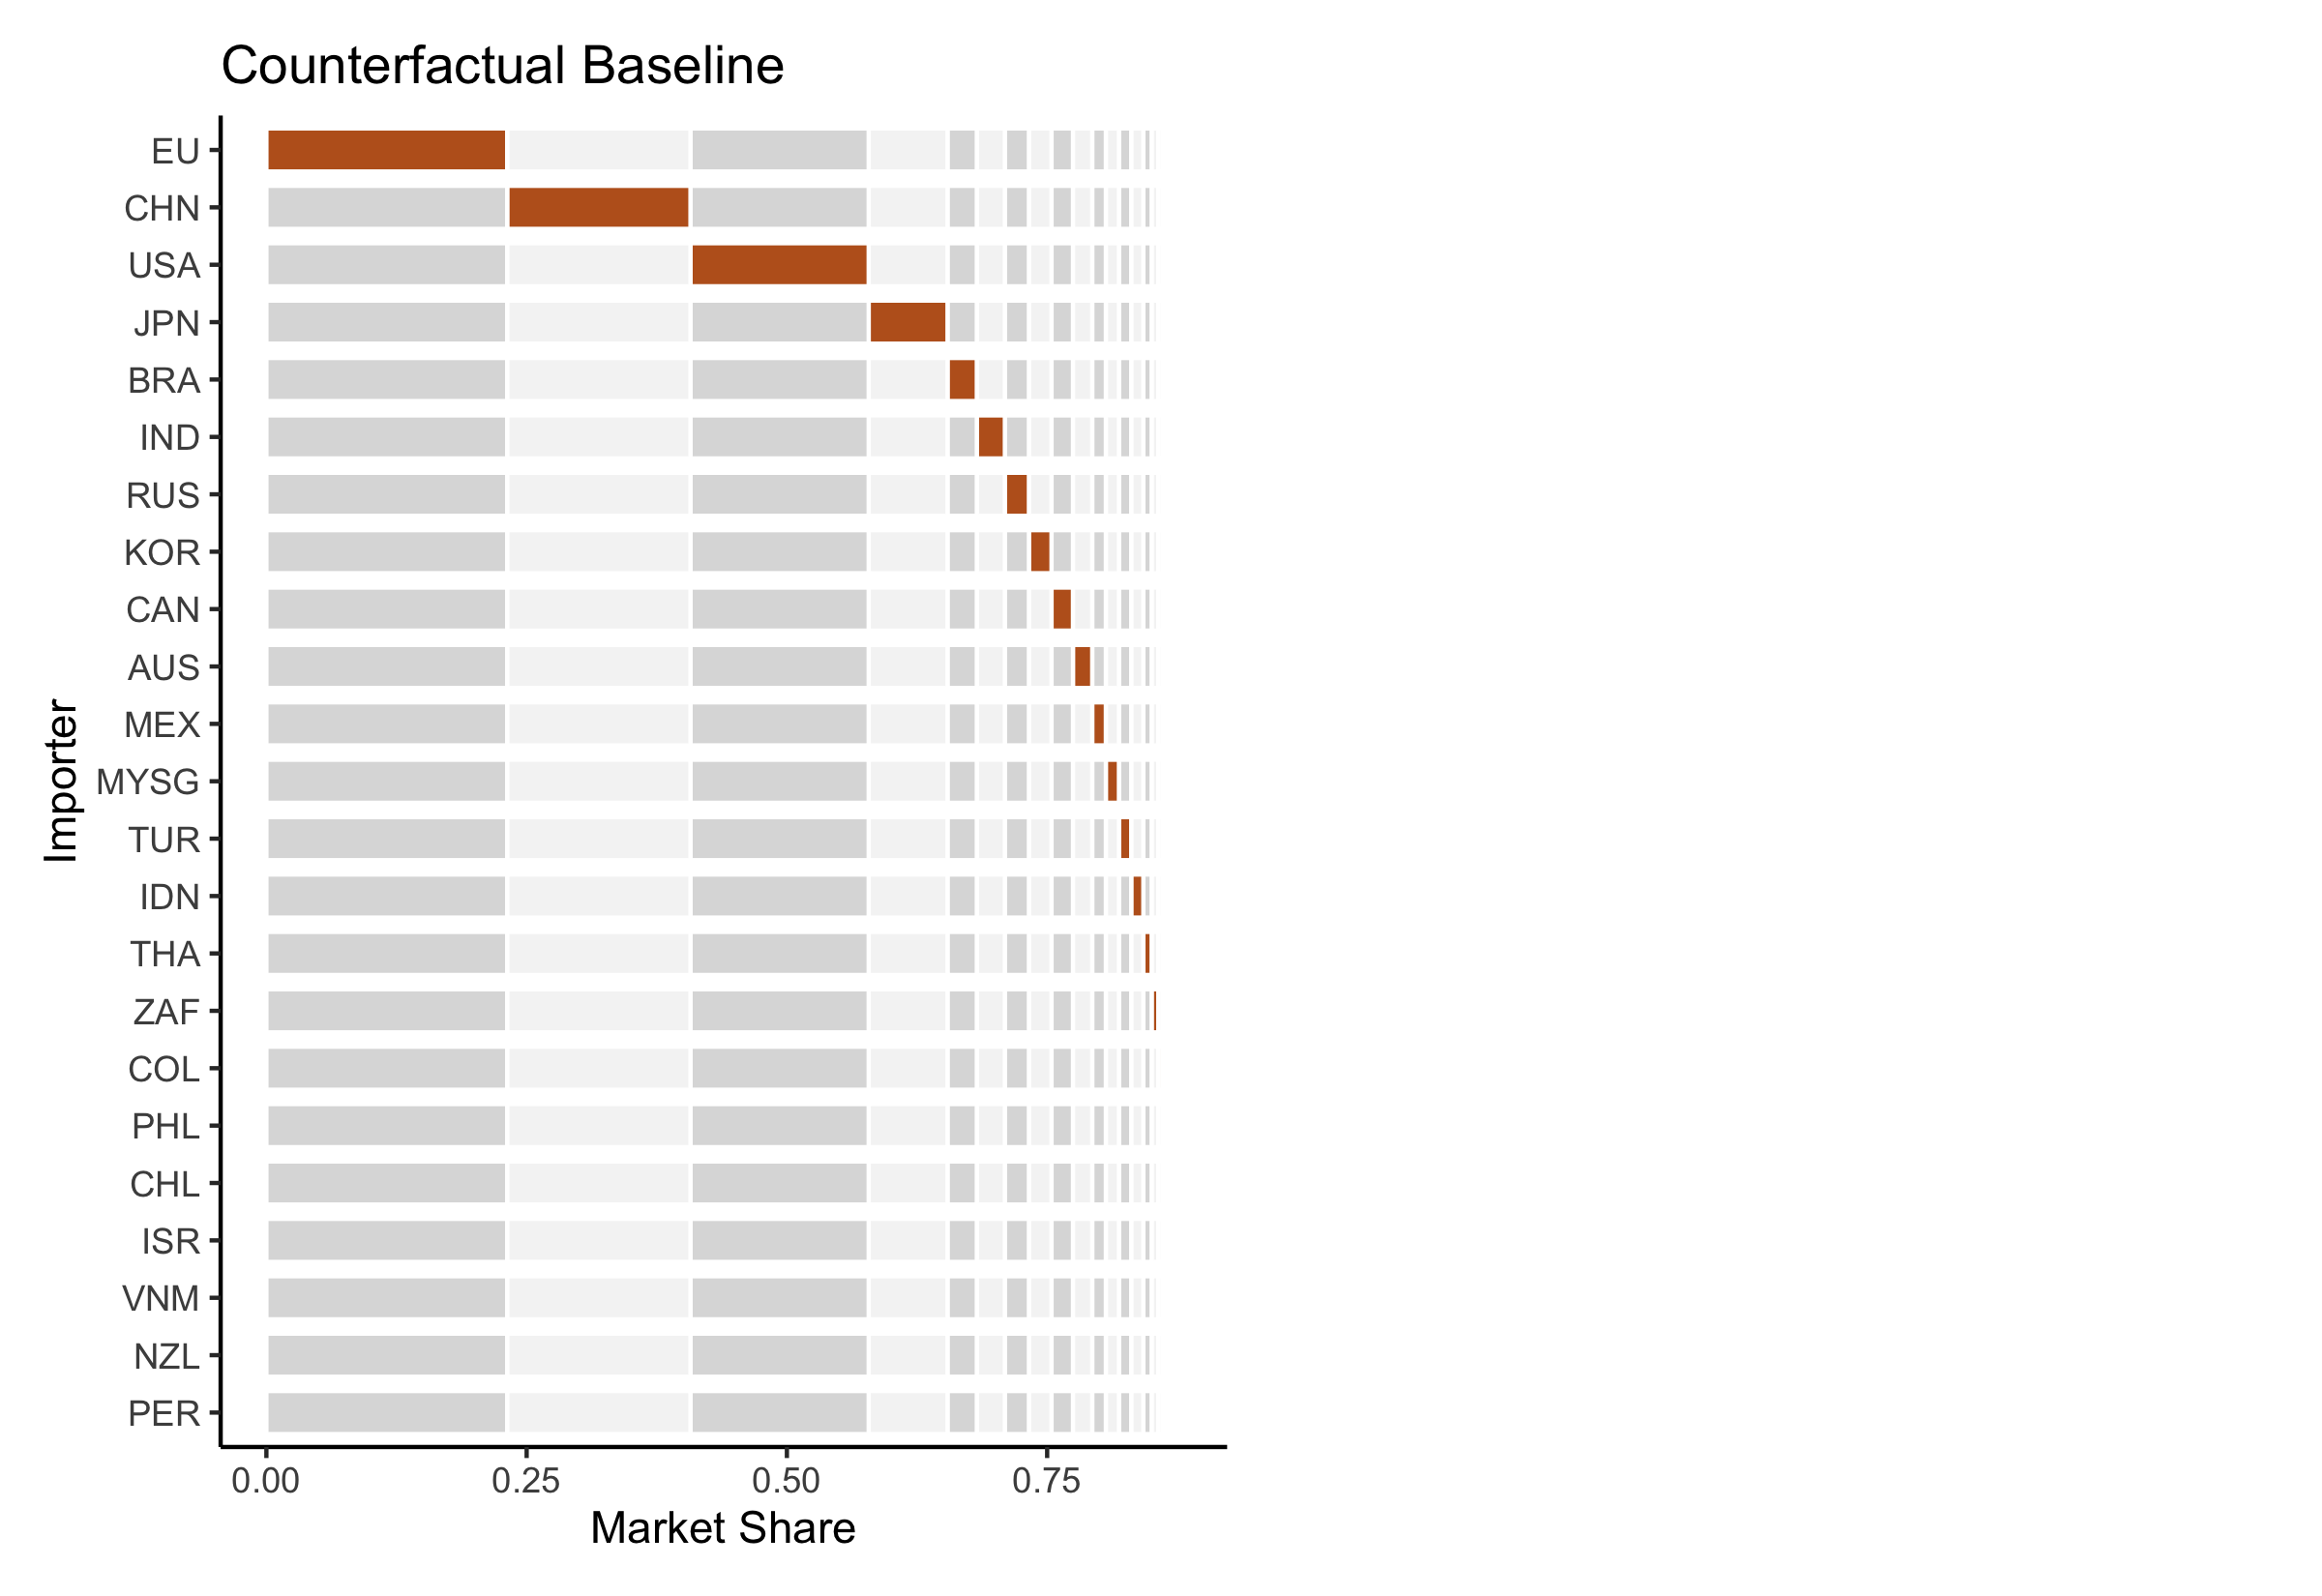 Counterfactual Baseline
EU
CHN
USA
JPN
BRA
IND
RUS
KOR
CAN
AUS
MEX
MYSG
TUR
IDN
THA
ZAF
COL
PHL
CHL
ISR
VNM
NZL
PER
Importer
0.00 0.25 0.50 0.75
Market Share